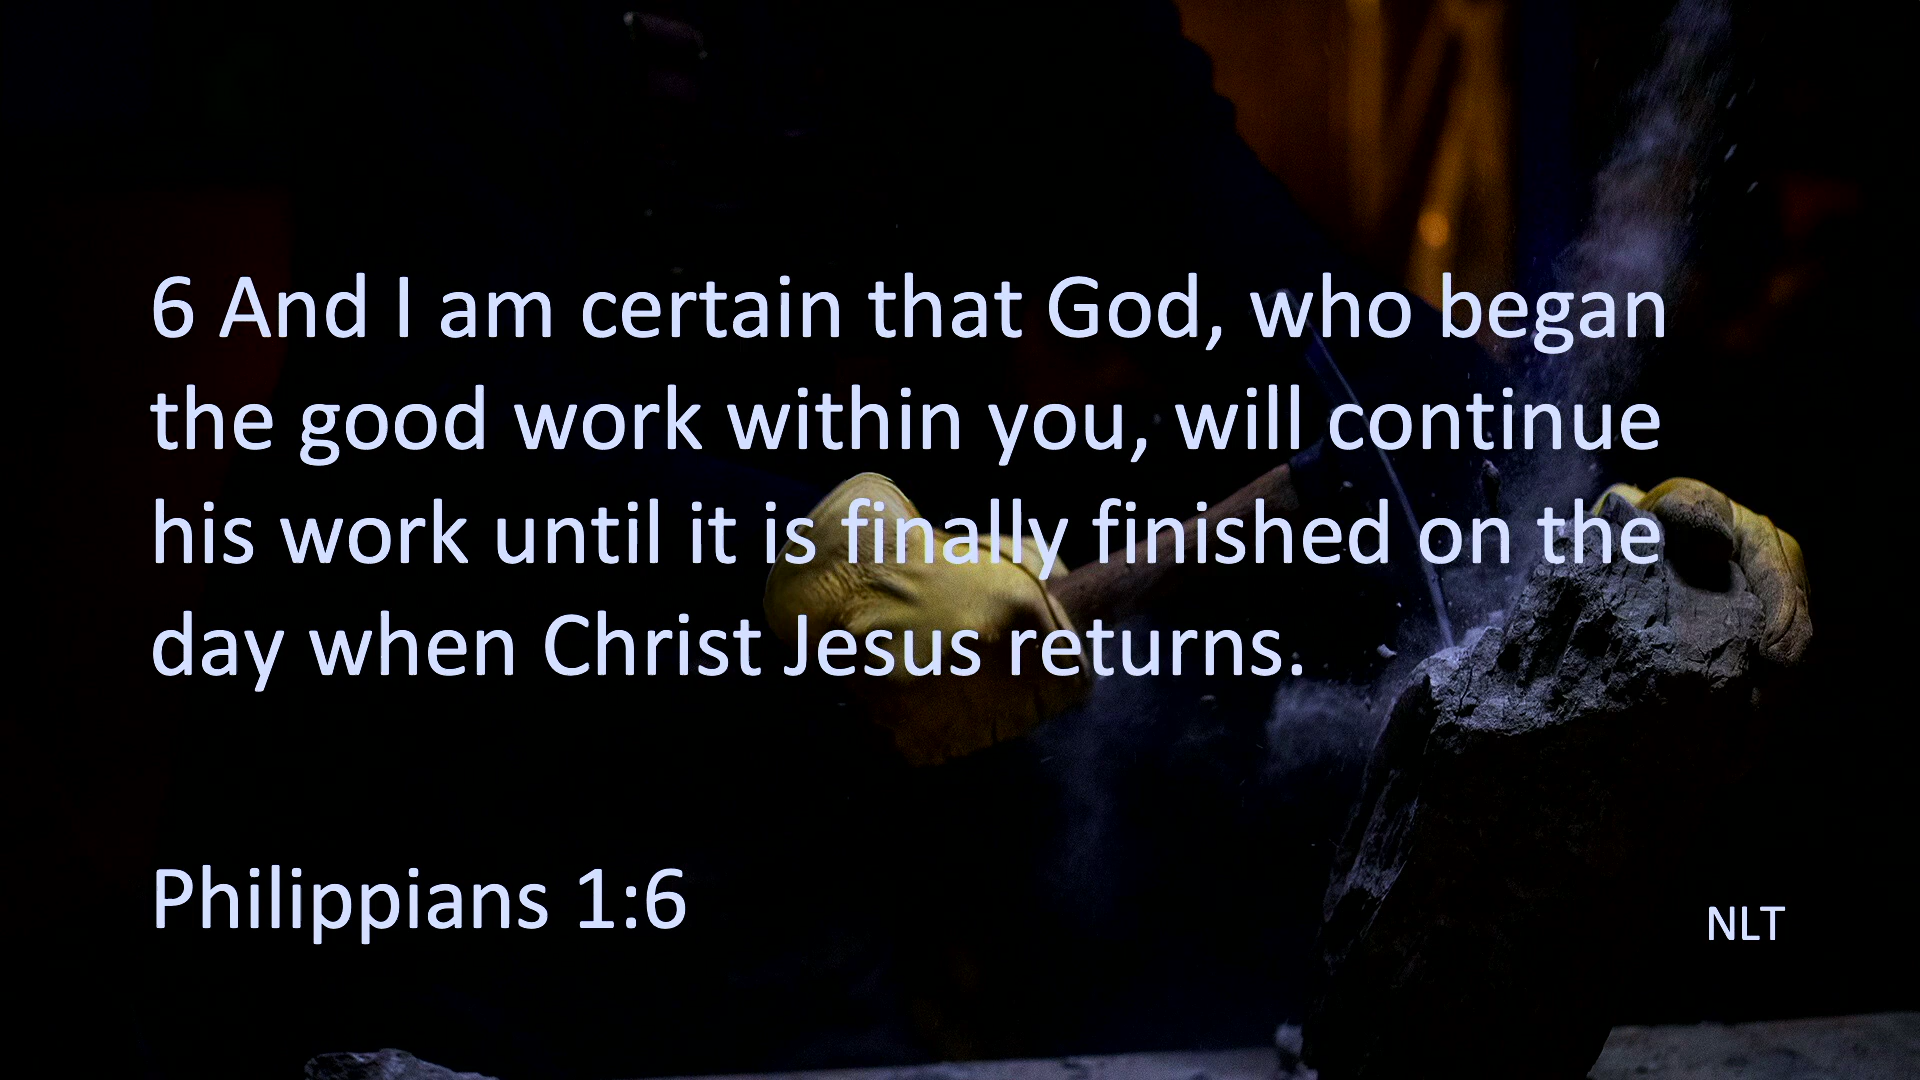 6 And I am certain that God, who began
the good work within you, will continue
his work until it is finally finished on the
day when Christ Jesus returns.
Philippians 1:6
NLT